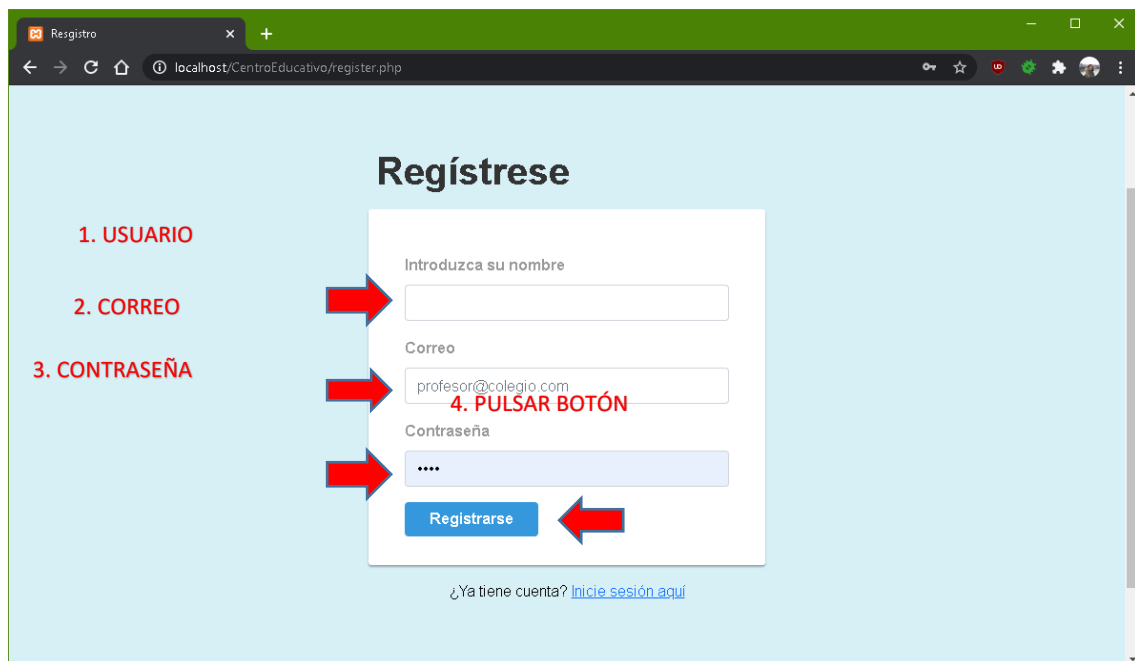 Resgistro
localhost/CentroEducativo/register.php
Regístrese
1. USUARIO
Introduzca su nombre
2. CORREO
Correo
3. CONTRASEÑA
profesor@colegio.com
4. PULSAR BOTÓN
Contraseña
••••
Registrarse
¿Ya tiene cuenta? Inicie sesión aquí